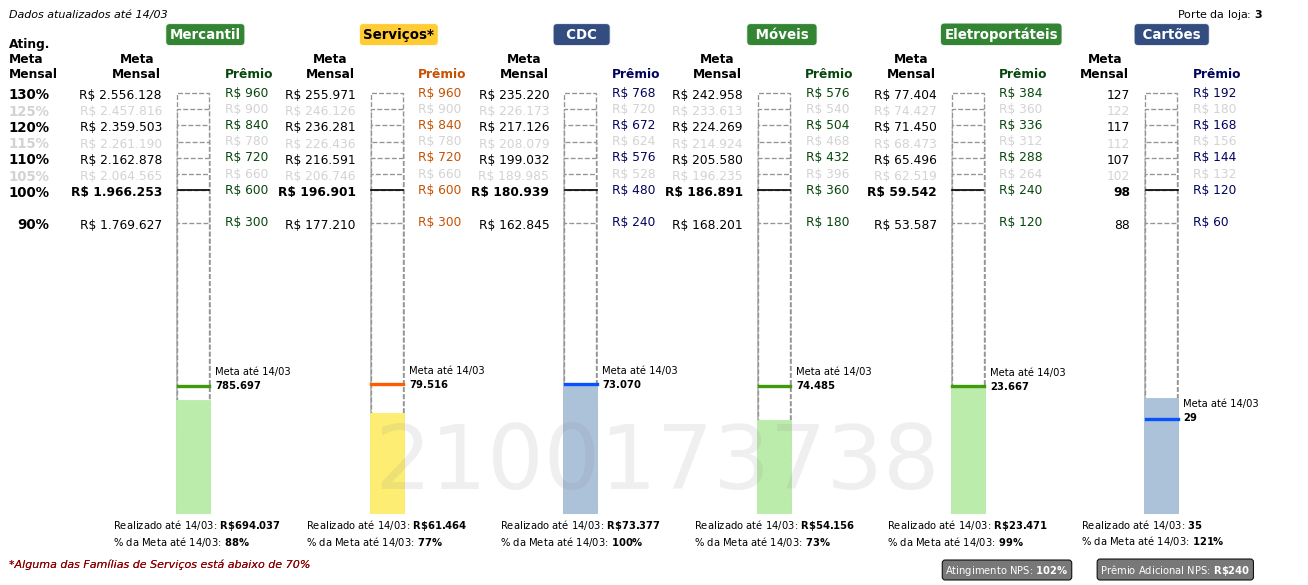 Dados atualizados até 14/03
Porte da loja: 3
Mercantil Serviços* CDC Móveis Eletroportáteis Cartões
Ating. Meta Mensal
Meta Mensal Prêmio Meta Mensal Prêmio Meta Mensal Prêmio Meta Mensal Prêmio Meta Mensal Prêmio Meta Mensal Prêmio
130% R$ 2.556.128 R$ 960 R$ 255.971 R$ 960 R$ 235.220 R$ 768 R$ 242.958 R$ 576 R$ 77.404 R$ 384 127 R$ 192
125% R$ 2.457.816 R$ 900 R$ 246.126 R$ 900 R$ 226.173 R$ 720 R$ 233.613 R$ 540 R$ 74.427 R$ 360 122 R$ 180
120% R$ 2.359.503 R$ 840 R$ 236.281 R$ 840 R$ 217.126 R$ 672 R$ 224.269 R$ 504 R$ 71.450 R$ 336 117 R$ 168
115% R$ 2.261.190 R$ 780 R$ 226.436 R$ 780 R$ 208.079 R$ 624 R$ 214.924 R$ 468 R$ 68.473 R$ 312 112 R$ 156
110% R$ 2.162.878 R$ 720 R$ 216.591 R$ 720 R$ 199.032 R$ 576 R$ 205.580 R$ 432 R$ 65.496 R$ 288 107 R$ 144
105% R$ 2.064.565 R$ 660 R$ 206.746 R$ 660 R$ 189.985 R$ 528 R$ 196.235 R$ 396 R$ 62.519 R$ 264 102 R$ 132
100% R$ 1.966.253 R$ 600 R$ 196.901 R$ 600 R$ 180.939 R$ 480 R$ 186.891 R$ 360 R$ 59.542 R$ 240 98 R$ 120
90% R$ 1.769.627 R$ 300 R$ 177.210 R$ 300 R$ 162.845 R$ 240 R$ 168.201 R$ 180 R$ 53.587 R$ 120 88 R$ 60
Meta até 14/03 Meta até 14/03 Meta até 14/03 Meta até 14/03 Meta até 14/03
785.697 79.516 73.070 74.485 23.667
Meta até 14/03
29
2100173738
Realizado até 14/03: R$694.037 Realizado até 14/03: R$61.464 Realizado até 14/03: R$73.377 Realizado até 14/03: R$54.156 Realizado até 14/03: R$23.471 Realizado até 14/03: 35
% da Meta até 14/03: 88% % da Meta até 14/03: 77% % da Meta até 14/03: 100% % da Meta até 14/03: 73% % da Meta até 14/03: 99% % da Meta até 14/03: 121%
*Alguma das Famílias de Serviços está abaixo de 70%
Atingimento NPS: 102% Prêmio Adicional NPS: R$240